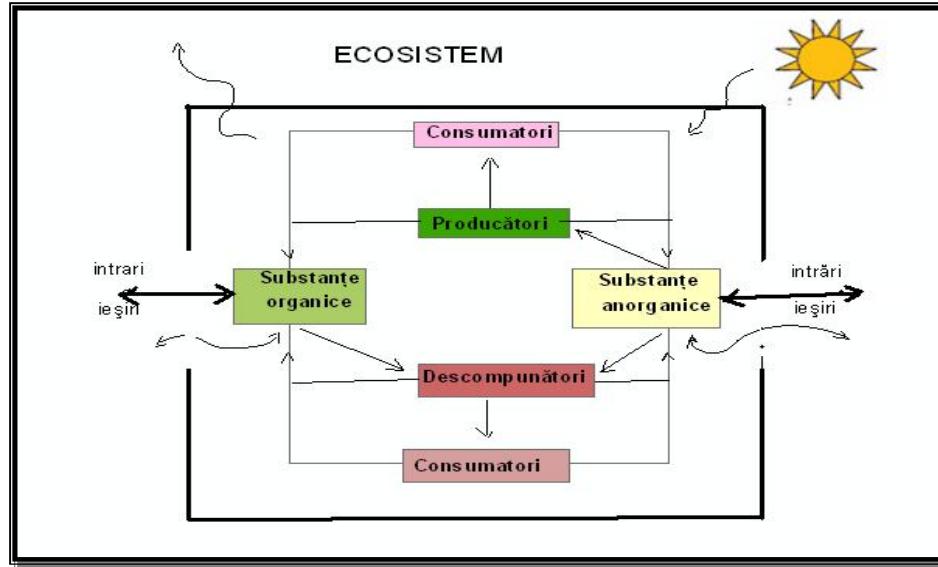 ECOSISTEM
Consumatori
Producători
intrari
ieşiri
Substanțe
organice
Substanțe
anorganice
intrări
ieşiri
Descompunători
Consumatori